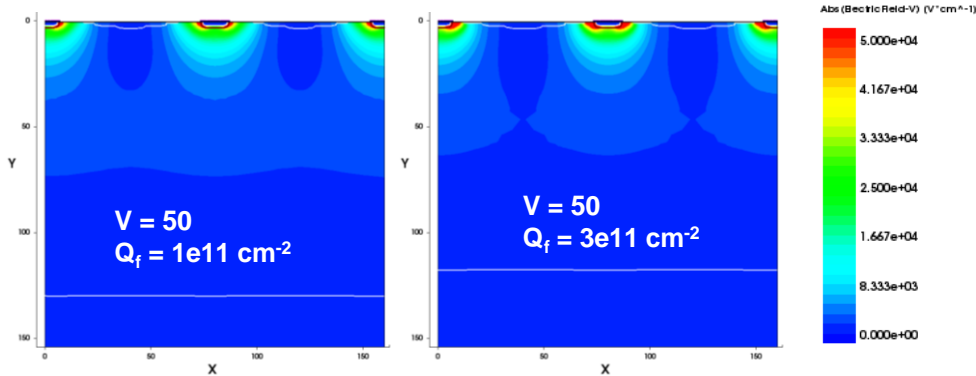 Abs(Electric Field-V) (V*cm^-1)
0
50
100
150
Y
0
50
100
150
X
V = 50
Qf = 1e11 cm-2
0
50
100
150
Y
0
50
100
150
X
V = 50
Qf = 3e11 cm-2
5.000e+04
4.167e+04
3.333e+04
2.500e+04
1.667e+04
8.333e+03
0.000e+00